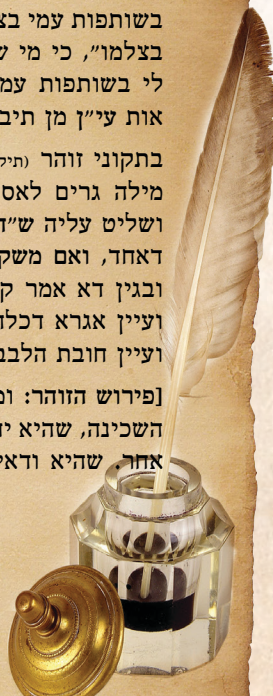 בשותפות עמי בצ
בצלמו״, כי מי ש
לי בשותפות עמ
אות עי״ן מן תיב
בתקוני זוהר (תיק
מילה גרים לאס
ושליט עליה ש״ה
דאחד, ואם משק
ובגין דא אמר ק
ועיין אגרא דכלה
ועיין חובת הלבב
[פירוש הזוהר: ומ
השכינה, שהיא יח
אחר. שהיא ודאי